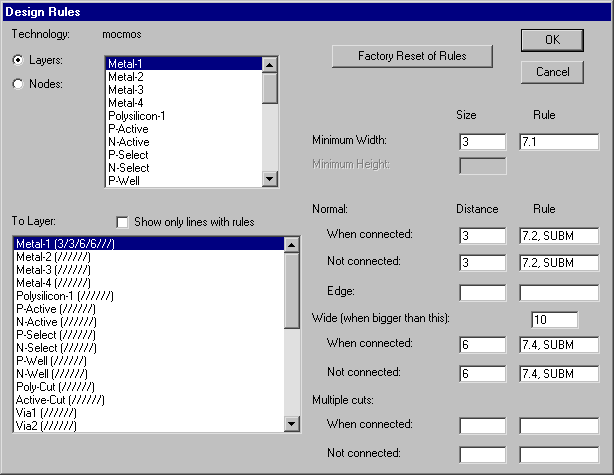 Design Rules
Technology: mocmos
OK
Layers:
Nodes:
Metal-1
Metal-2
Metal-3
Metal-4
Polysilicon-1
P-Active
N-Active
P-Select
N-Select
P-Well
Factory Reset of Rules
Cancel
Size Rule
Minimum Width: 3 7.1
Minimum Height:
To Layer: Show only lines with rules
Metal-1 (3/3/6/6///)
Metal-2 (//////)
Metal-3 (//////)
Metal-4 (//////)
Polysilicon-1 (//////)
P-Active (//////)
N-Active (//////)
P-Select (//////)
N-Select (//////)
P-Well (//////)
N-Well (//////)
Poly-Cut (//////)
Active-Cut (//////)
Via1 (//////)
Via2 (//////)
Normal: Distance Rule
When connected: 3 7.2, SUBM
Not connected: 3 7.2, SUBM
Edge:
Wide (when bigger than this): 10
When connected: 6 7.4, SUBM
Not connected: 6 7.4, SUBM
Multiple cuts:
When connected:
Not connected: